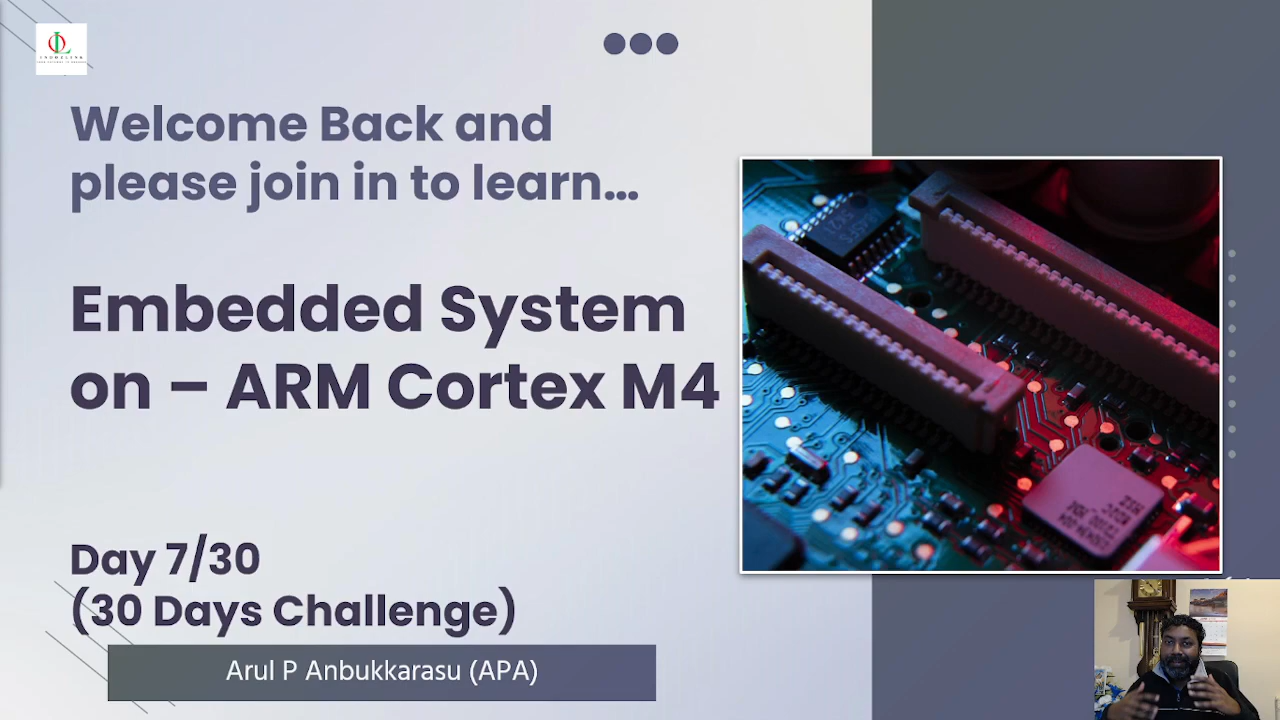 Welcome Back and
please join in to learn...
Embedded System
on – ARM Cortex M4
Day 7/30
(30 Days Challenge)
Arul P Anbukkarasu (APA)